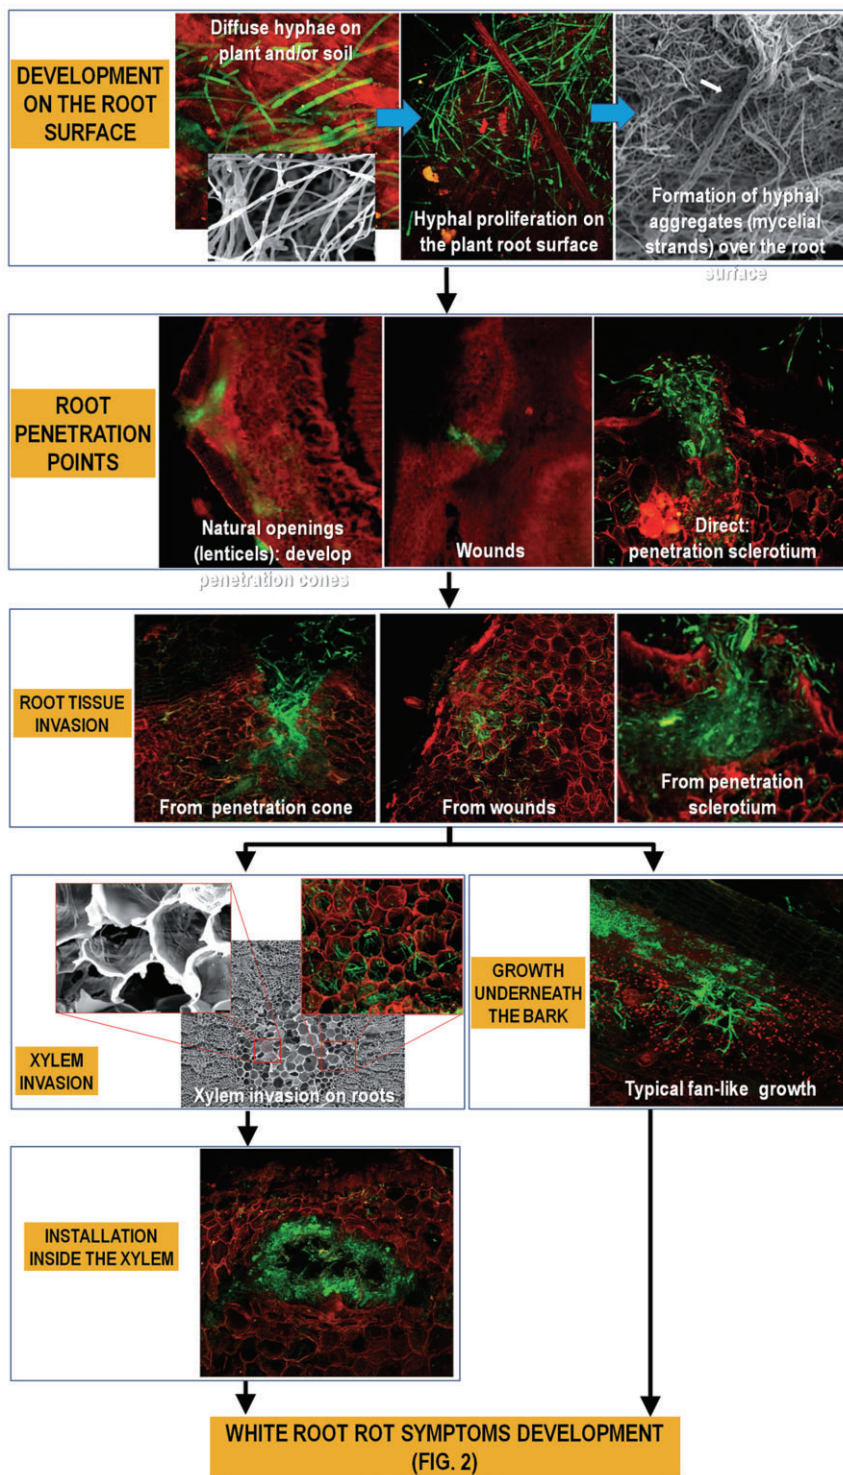 DEVELOPMENT
ON THE ROOT
SURFACE
Diffuse hyphae on
plant and/or soil
Hyphal proliferation on
the plant root surface
Formation of hyphal
aggregates (mycelial
strands) over the root
surface
ROOT
PENETRATION
POINTS
Natural openings
(lenticels): develop
penetration cones
Wounds
Direct:
penetration sclerotium
ROOT TISSUE
INVASION
From penetration cone
From wounds
From penetration
sclerotium
XYLEM
INVASION
Xylem invasion on roots
GROWTH
UNDERNEATH
THE BARK
Typical fan-like growth
INSTALLATION
INSIDE THE XYLEM
WHITE ROOT ROT SYMPTOMS DEVELOPMENT
(FIG. 2)